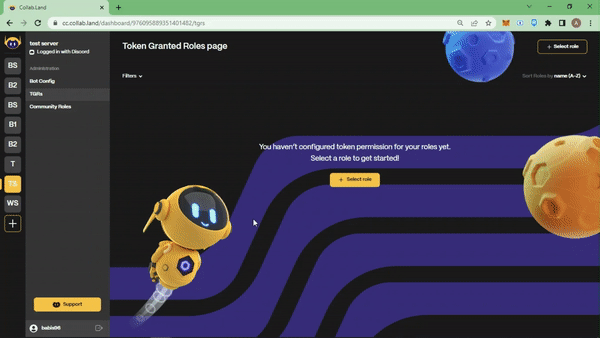 Collab.Land
cc.collab.land/dashboard/976095889351401482/tgrs
test server
Logged in with Discord
Administration
Bot Config
TGRs
Community Roles
BS
B2
BS
B1
B2
T
TS
WS
Support
Token Granted Roles page
Select role
Filters
Sort Roles by name (A-Z)
You haven't configured token permission for your roles yet.
Select a role to get started!
Select role
A